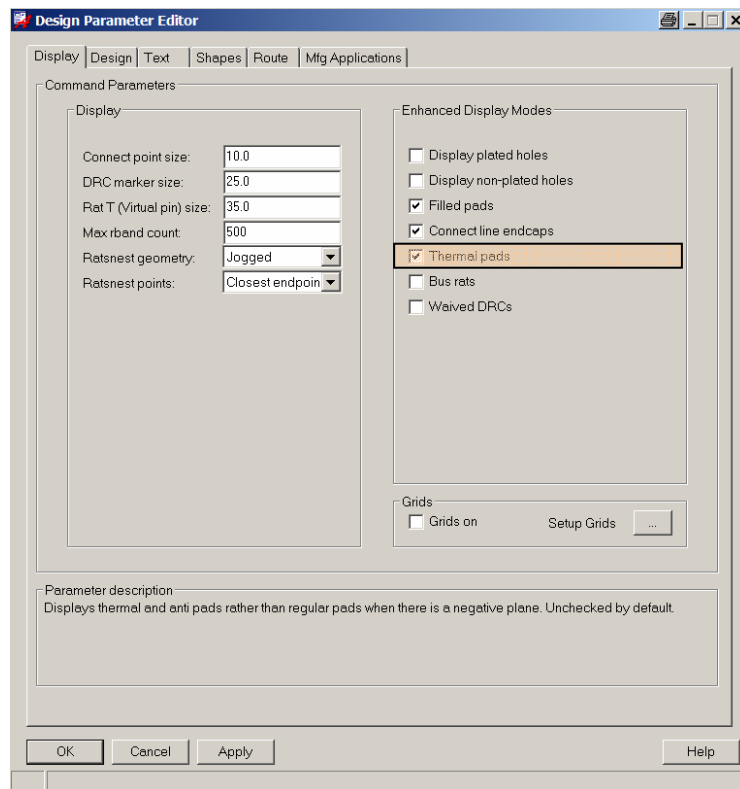 Design Parameter Editor
Display Design Text Shapes Route Mfg Applications
Command Parameters
Display
Connect point size: 10.0
DRC marker size: 25.0
Rat T (Virtual pin) size: 35.0
Max rband count: 500
Ratsnest geometry: Jogged
Ratsnest points: Closest endpoin
Enhanced Display Modes
Display plated holes
Display non-plated holes
Filled pads
Connect line endcaps
Thermal pads
Bus rats
Waived DRCs
Grids
Grids on Setup Grids ...
Parameter description
Displays thermal and anti pads rather than regular pads when there is a negative plane. Unchecked by default.
OK Cancel Apply Help